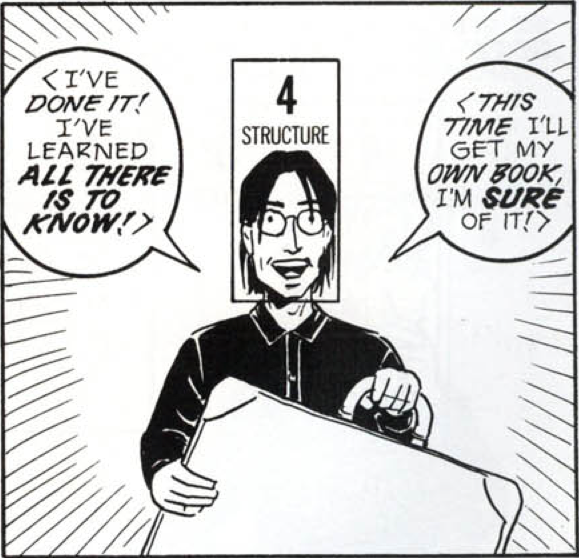 < I'VE
DONE IT!
I'VE
LEARNED
ALL THERE
IS TO
KNOW! >
4
STRUCTURE
< THIS
TIME I'LL
GET MY
OWN BOOK,
I'M SURE
OF IT! >